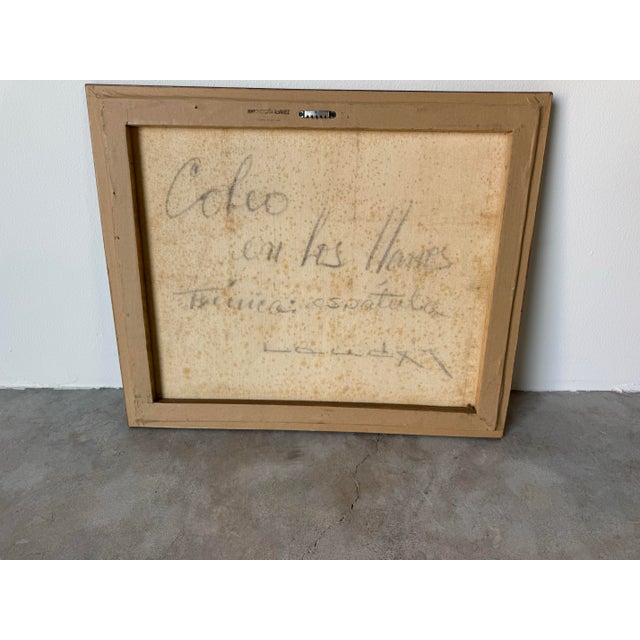 Coleo
en los llanos
Técnica: espátula